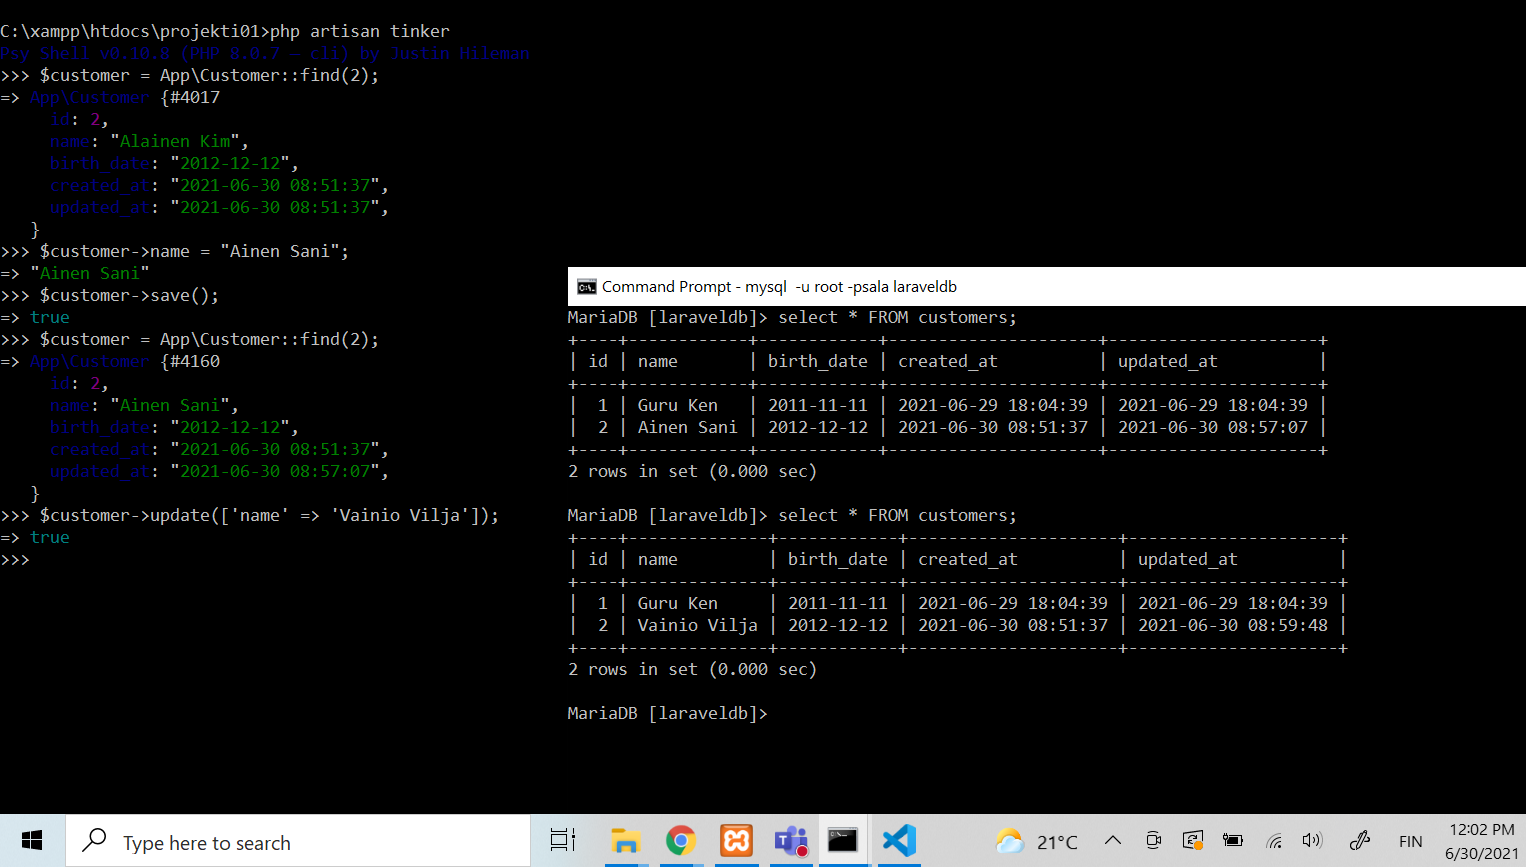 C:\xampp\htdocs\projekti01>php artisan tinker
Psy Shell v0.10.8 (PHP 8.0.7 — cli) by Justin Hileman
>>> $customer = App\Customer::find(2);
=> App\Customer {#4017
     id: 2,
     name: "Alainen Kim",
     birth_date: "2012-12-12",
     created_at: "2021-06-30 08:51:37",
     updated_at: "2021-06-30 08:51:37",
   }
>>> $customer->name = "Ainen Sani";
=> "Ainen Sani"
>>> $customer->save();
=> true
>>> $customer = App\Customer::find(2);
=> App\Customer {#4160
     id: 2,
     name: "Ainen Sani",
     birth_date: "2012-12-12",
     created_at: "2021-06-30 08:51:37",
     updated_at: "2021-06-30 08:57:07",
   }
>>> $customer->update(['name' => 'Vainio Vilja']);
=> true
>>>
Command Prompt - mysql  -u root -psala laraveldb
MariaDB [laraveldb]> select * FROM customers;
+----+------------+------------+---------------------+---------------------+
| id | name       | birth_date | created_at          | updated_at          |
+----+------------+------------+---------------------+---------------------+
|  1 | Guru Ken   | 2011-11-11 | 2021-06-29 18:04:39 | 2021-06-29 18:04:39 |
|  2 | Ainen Sani | 2012-12-12 | 2021-06-30 08:51:37 | 2021-06-30 08:57:07 |
+----+------------+------------+---------------------+---------------------+
2 rows in set (0.000 sec)
MariaDB [laraveldb]> select * FROM customers;
+----+--------------+------------+---------------------+---------------------+
| id | name         | birth_date | created_at          | updated_at          |
+----+--------------+------------+---------------------+---------------------+
|  1 | Guru Ken     | 2011-11-11 | 2021-06-29 18:04:39 | 2021-06-29 18:04:39 |
|  2 | Vainio Vilja | 2012-12-12 | 2021-06-30 08:51:37 | 2021-06-30 08:59:48 |
+----+--------------+------------+---------------------+---------------------+
2 rows in set (0.000 sec)
MariaDB [laraveldb]>
Type here to search
21°C
FIN
12:02 PM
6/30/2021